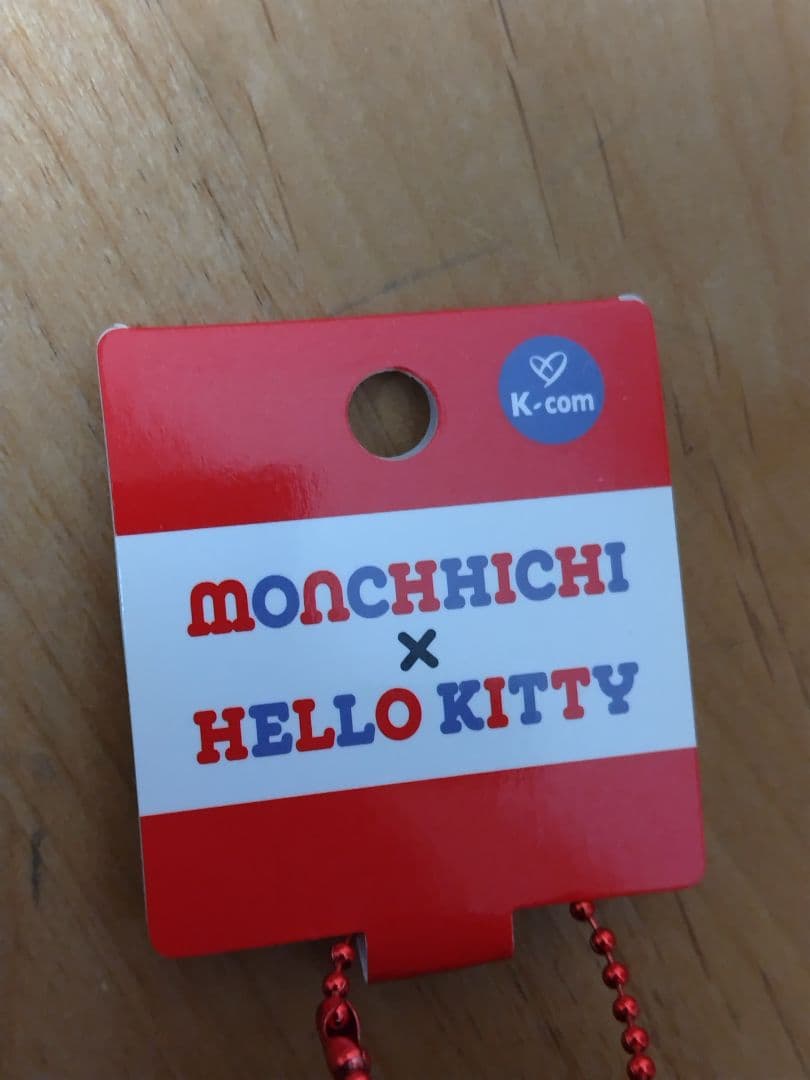 K-com
MONCHHICHI
×
HELLO KITTY